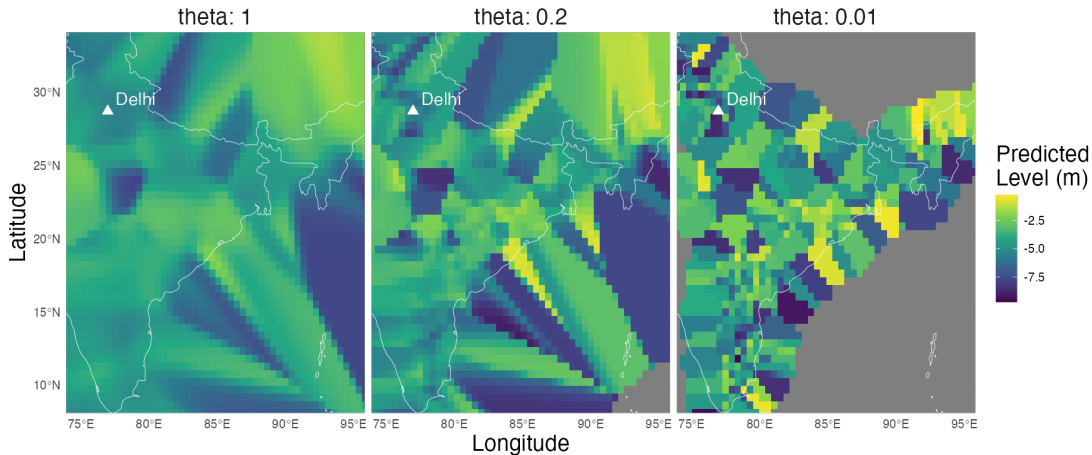 theta: 1
theta: 0.2
theta: 0.01
Delhi
Delhi
Delhi
30°N
25°N
20°N
15°N
10°N
Latitude
75°E 80°E 85°E 90°E 95°E
75°E 80°E 85°E 90°E 95°E
75°E 80°E 85°E 90°E 95°E
Longitude
Predicted
Level (m)
-2.5
-5.0
-7.5